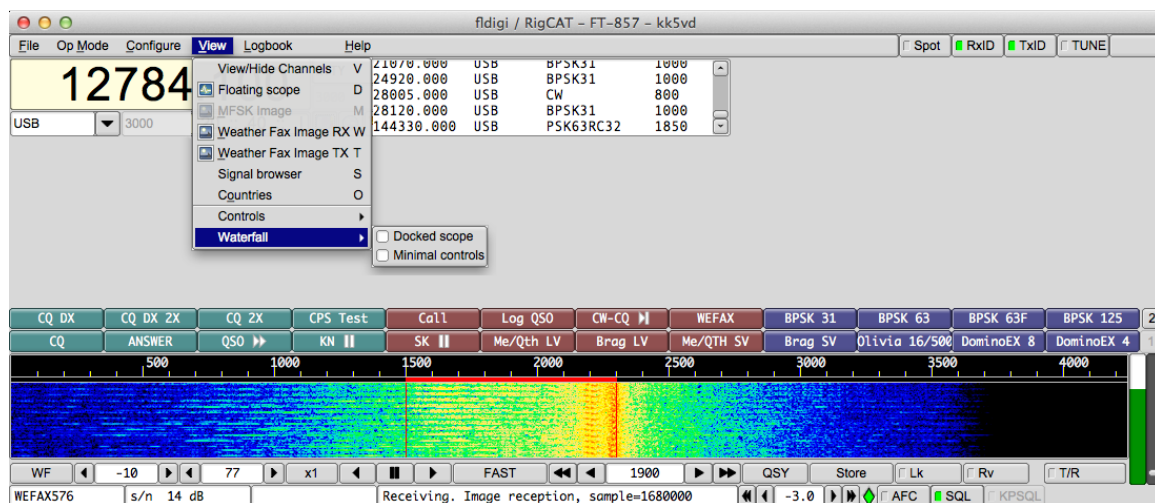 fldigi / RigCAT - FT-857 - kk5vd
File Op Mode Configure View Logbook Help Spot RxID TxID TUNE
12784
View/Hide Channels V
Floating scope D
MFSK Image M
Weather Fax Image RX W
Weather Fax Image TX T
Signal browser S
Countries O
Controls
Waterfall
Docked scope
Minimal controls
21070.000 USB BPSK31 1000
24920.000 USB BPSK31 1000
28005.000 USB CW 800
28120.000 USB BPSK31 1000
144330.000 USB PSK63RC32 1850
USB 3000
CQ DX CQ DX 2X CQ 2X CPS Test Call Log QSO CW-CQ WEFAX BPSK 31 BPSK 63 BPSK 63F BPSK 125 2
CQ ANSWER QSO KN SK Me/Qth LV Brag LV Me/QTH SV Brag SV Olivia 16/500 DominoEX 8 DominoEX 4 1
500 1000 1500 2000 2500 3000 3500 4000
WF -10 77 x1 FAST 1900 QSY Store Lk Rv T/R
WEFAX576 s/n 14 dB Receiving. Image reception, sample=1680000 -3.0 AFC SQL KPSQL